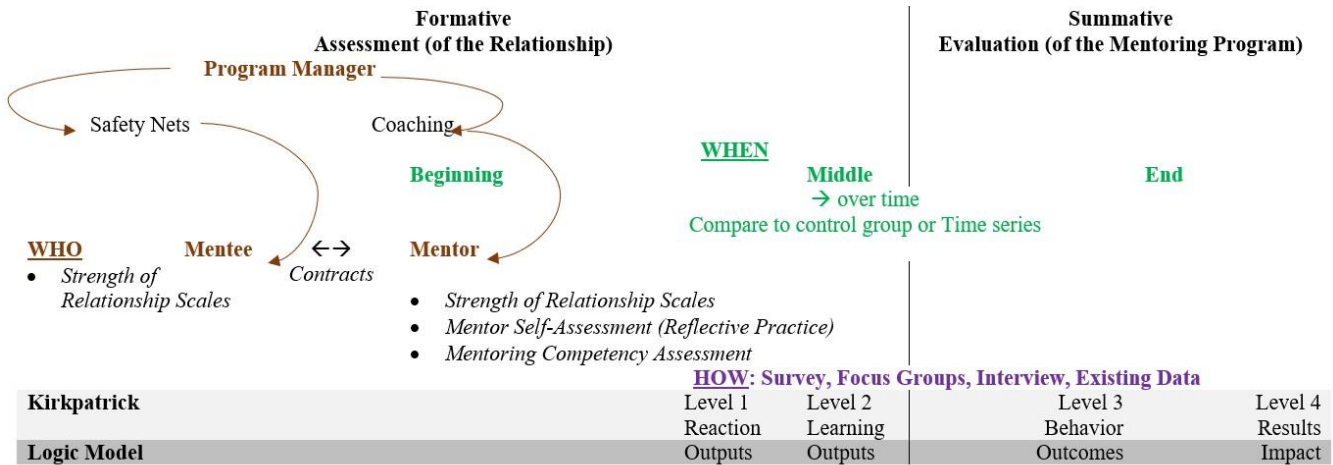 Formative
Assessment (of the Relationship)
Summative
Evaluation (of the Mentoring Program)
Program Manager
Safety Nets
Coaching
WHEN
Beginning
Middle
End
→ over time
Compare to control group or Time series
WHO
Mentee
←→
Mentor
Contracts
• Strength of
Relationship Scales
• Strength of Relationship Scales
• Mentor Self-Assessment (Reflective Practice)
• Mentoring Competency Assessment
HOW: Survey, Focus Groups, Interview, Existing Data
Kirkpatrick
Level 1
Reaction
Level 2
Learning
Level 3
Behavior
Level 4
Results
Logic Model
Outputs
Outputs
Outcomes
Impact